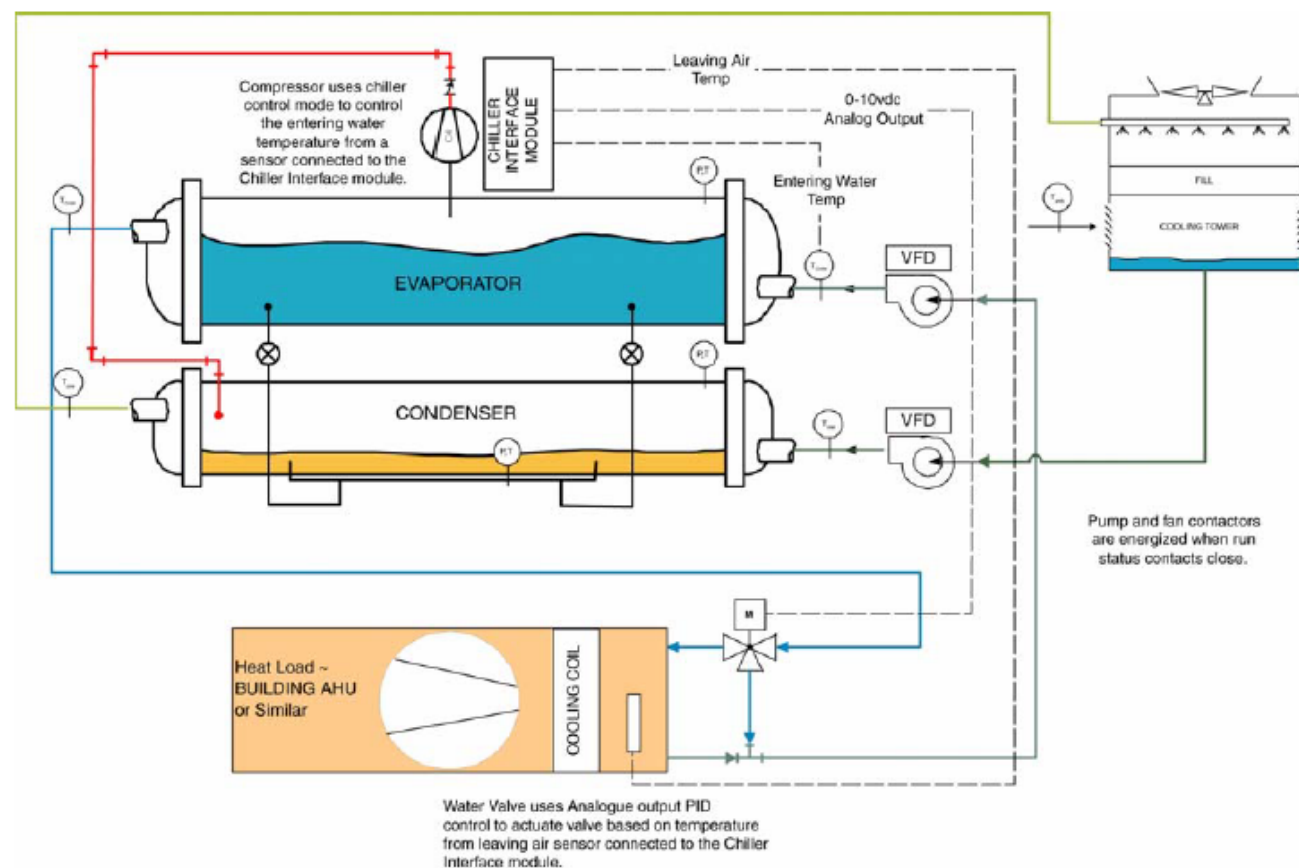 Compressor uses chiller
control mode to control
the entering water
temperature from a
sensor connected to the
Chiller Interface module.
CHILLER
INTERFACE
MODULE
Leaving Air
Temp
0-10vdc
Analog Output
Entering Water
Temp
P,T
FILL
COOLING TOWER
VFD
EVAPORATOR
P,T
CONDENSER
VFD
P,T
Pump and fan contactors
are energized when run
status contacts close.
M
Heat Load ~
BUILDING AHU
or Similar
COOLING COIL
Water Valve uses Analogue output PID
control to actuate valve based on temperature
from leaving air sensor connected to the Chiller
Interface module.